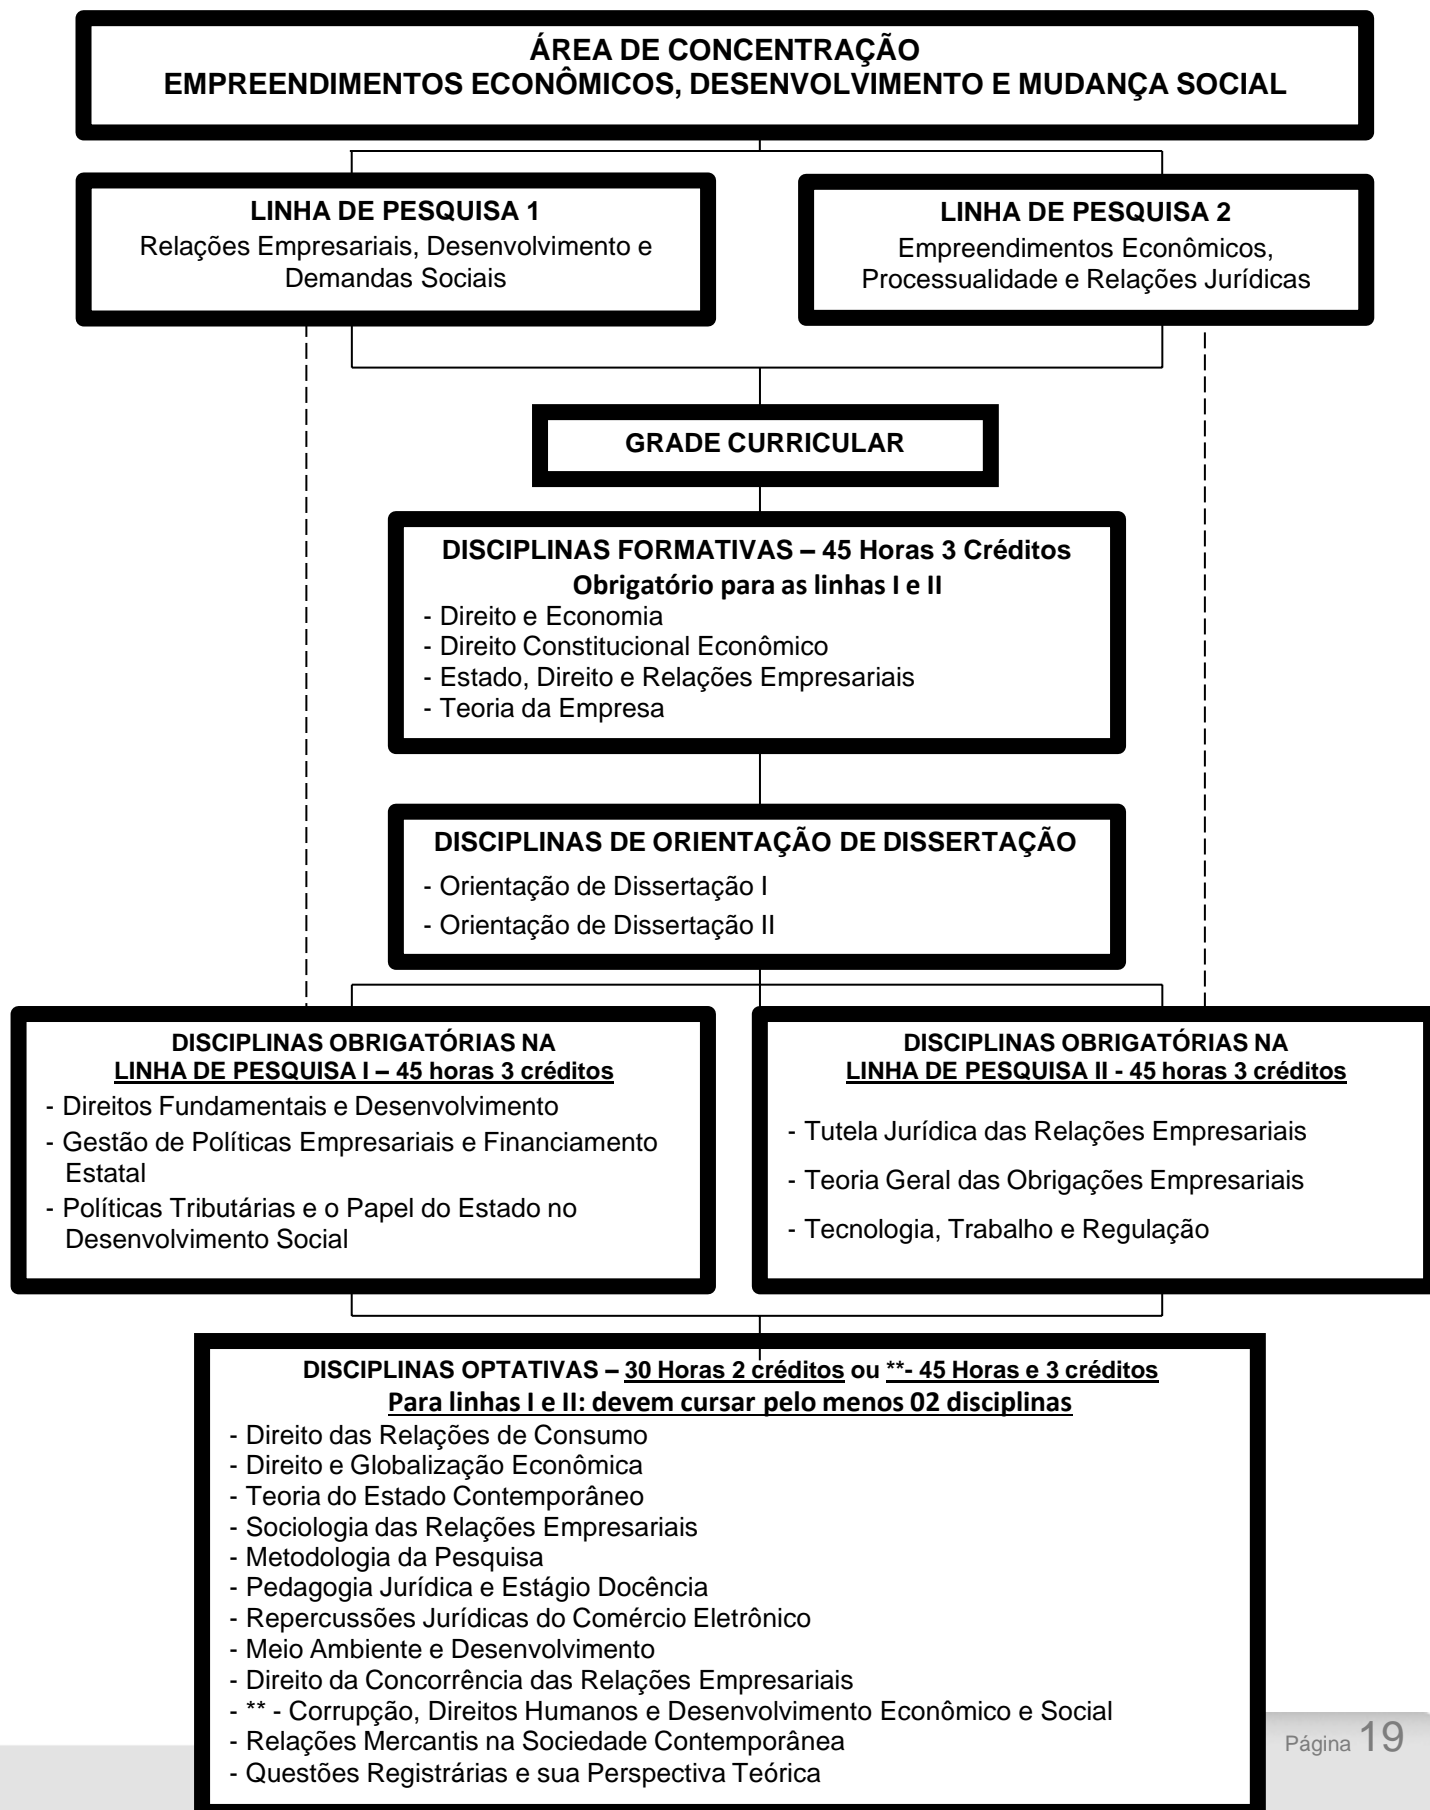 ÁREA DE CONCENTRAÇÃO
EMPREENDIMENTOS ECONÔMICOS, DESENVOLVIMENTO E MUDANÇA SOCIAL
LINHA DE PESQUISA 1
Relações Empresariais, Desenvolvimento e
Demandas Sociais
LINHA DE PESQUISA 2
Empreendimentos Econômicos,
Processualidade e Relações Jurídicas
GRADE CURRICULAR
DISCIPLINAS FORMATIVAS – 45 Horas 3 Créditos
Obrigatório para as linhas I e II
- Direito e Economia
- Direito Constitucional Econômico
- Estado, Direito e Relações Empresariais
- Teoria da Empresa
DISCIPLINAS DE ORIENTAÇÃO DE DISSERTAÇÃO
- Orientação de Dissertação I
- Orientação de Dissertação II
DISCIPLINAS OBRIGATÓRIAS NA
LINHA DE PESQUISA I – 45 horas 3 créditos
- Direitos Fundamentais e Desenvolvimento
- Gestão de Políticas Empresariais e Financiamento
Estatal
- Políticas Tributárias e o Papel do Estado no
Desenvolvimento Social
DISCIPLINAS OBRIGATÓRIAS NA
LINHA DE PESQUISA II - 45 horas 3 créditos
- Tutela Jurídica das Relações Empresariais
- Teoria Geral das Obrigações Empresariais
- Tecnologia, Trabalho e Regulação
DISCIPLINAS OPTATIVAS – 30 Horas 2 créditos ou **- 45 Horas e 3 créditos
Para linhas I e II: devem cursar pelo menos 02 disciplinas
- Direito das Relações de Consumo
- Direito e Globalização Econômica
- Teoria do Estado Contemporâneo
- Sociologia das Relações Empresariais
- Metodologia da Pesquisa
- Pedagogia Jurídica e Estágio Docência
- Repercussões Jurídicas do Comércio Eletrônico
- Meio Ambiente e Desenvolvimento
- Direito da Concorrência das Relações Empresariais
- ** - Corrupção, Direitos Humanos e Desenvolvimento Econômico e Social
- Relações Mercantis na Sociedade Contemporânea
- Questões Registrárias e sua Perspectiva Teórica
Página 19